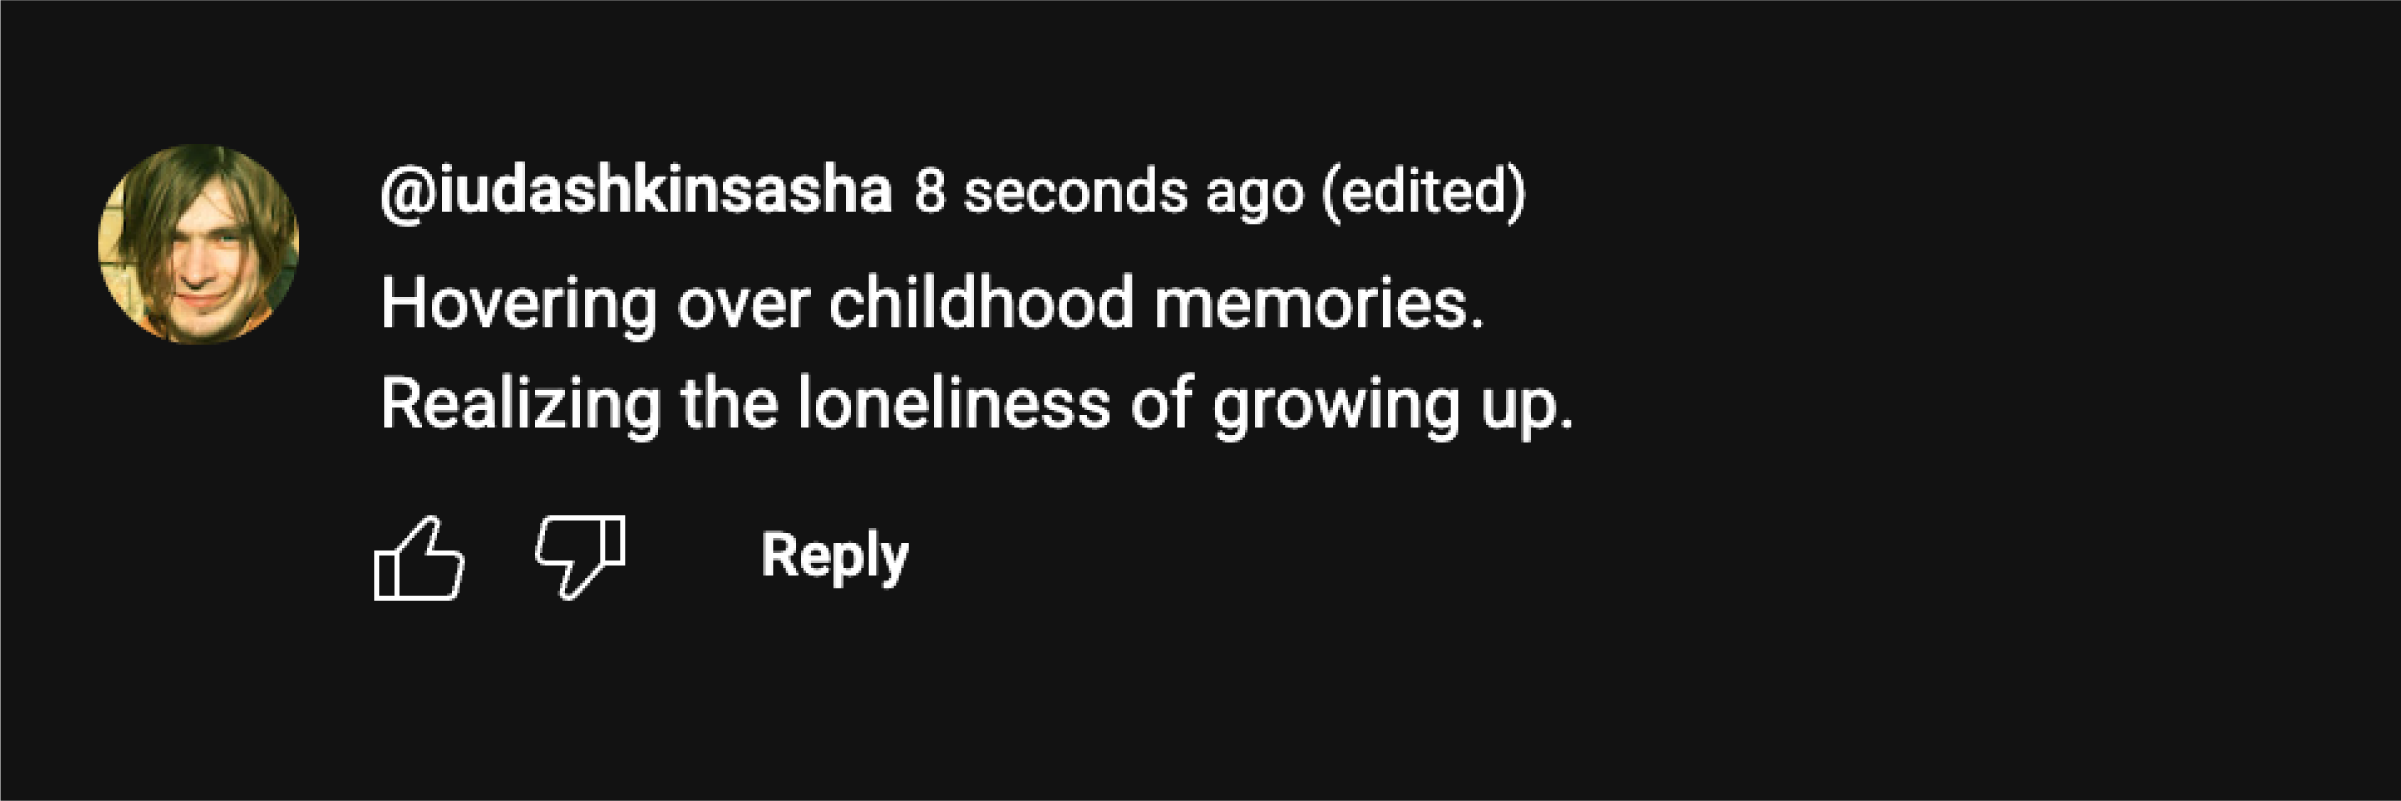 @iudashkinsasha 8 seconds ago (edited)
Hovering over childhood memories.
Realizing the loneliness of growing up.
Reply